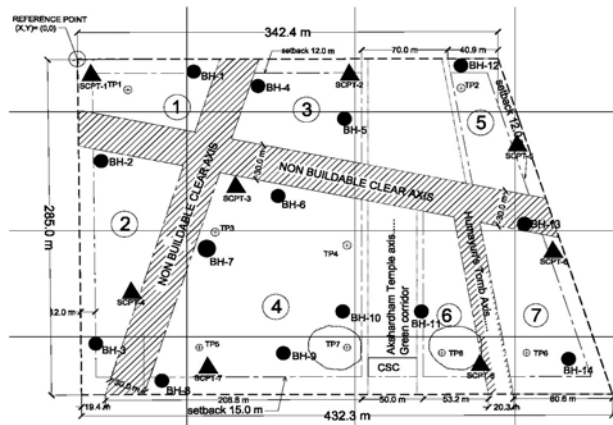 REFERENCE POINT
(X,Y)= (0,0)
342.4 m
setback 12.0 m
70.0 m
40.9 m
SCPT-1
TP1
BH-1
BH-4
SCPT-2
BH-12
TP2
1
3
5
BH-5
setback 12.0
BH-2
30.0 m
NON BUILDABLE CLEAR AXIS
SCPT-3
BH-6
285.0 m
2
NON BUILDABLE CLEAR AXIS
TP3
BH-7
TP4
30.0 m
BH-13
Akshardham Temple axis....
Green corridor
Humayun's Tomb Axis...
SCPT-4
12.0 m
4
BH-10
BH-11
6
7
BH-3
TP5
SCPT-7
BH-9
TP7
CSC
TP8
TP6
BH-14
30.0 m
BH-8
19.4 m
208.8 m
50.0 m
53.2 m
20.3 m
60.6 m
setback 15.0 m
432.3 m